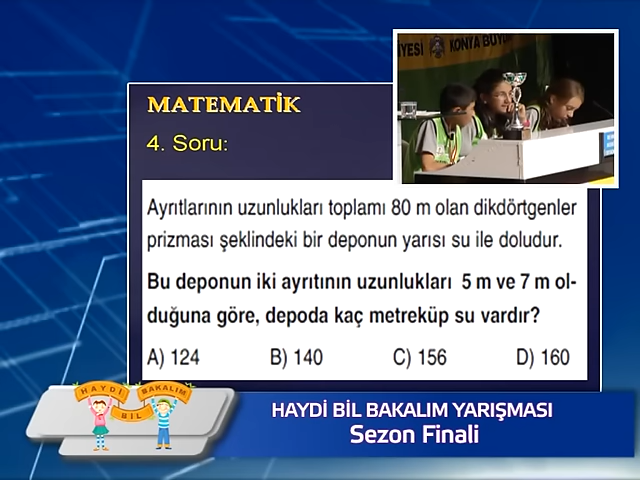 İYESİ
KONYA BÜYÜ
MATEMATİK
4. Soru:
Ayrıtlarının uzunlukları toplamı 80 m olan dikdörtgenler
prizması şeklindeki bir deponun yarısı su ile doludur.
Bu deponun iki ayrıtının uzunlukları 5 m ve 7 m ol-
duğuna göre, depoda kaç metreküp su vardır?
A) 124 B) 140 C) 156 D) 160
HAYDİ
BİL
BAKALIM
HAYDİ BİL BAKALIM YARIŞMASI
Sezon Finali